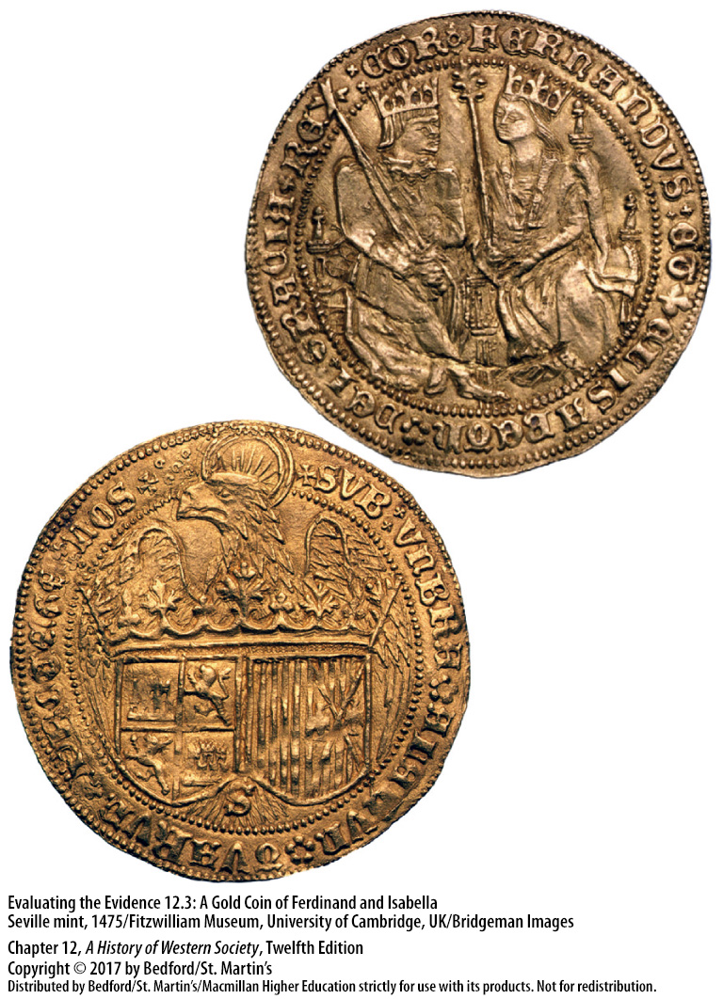 FERNANDVS ET ELISABETH DEI GRACIA REX ET R
SVB VNBRA ALARVM TVARVM PROTEGE NOS
S
Evaluating the Evidence 12.3: A Gold Coin of Ferdinand and Isabella
Seville mint, 1475/Fitzwilliam Museum, University of Cambridge, UK/Bridgeman Images
Chapter 12, A History of Western Society, Twelfth Edition
Copyright © 2017 by Bedford/St. Martin's
Distributed by Bedford/St. Martin's/Macmillan Higher Education strictly for use with its products. Not for redistribution.